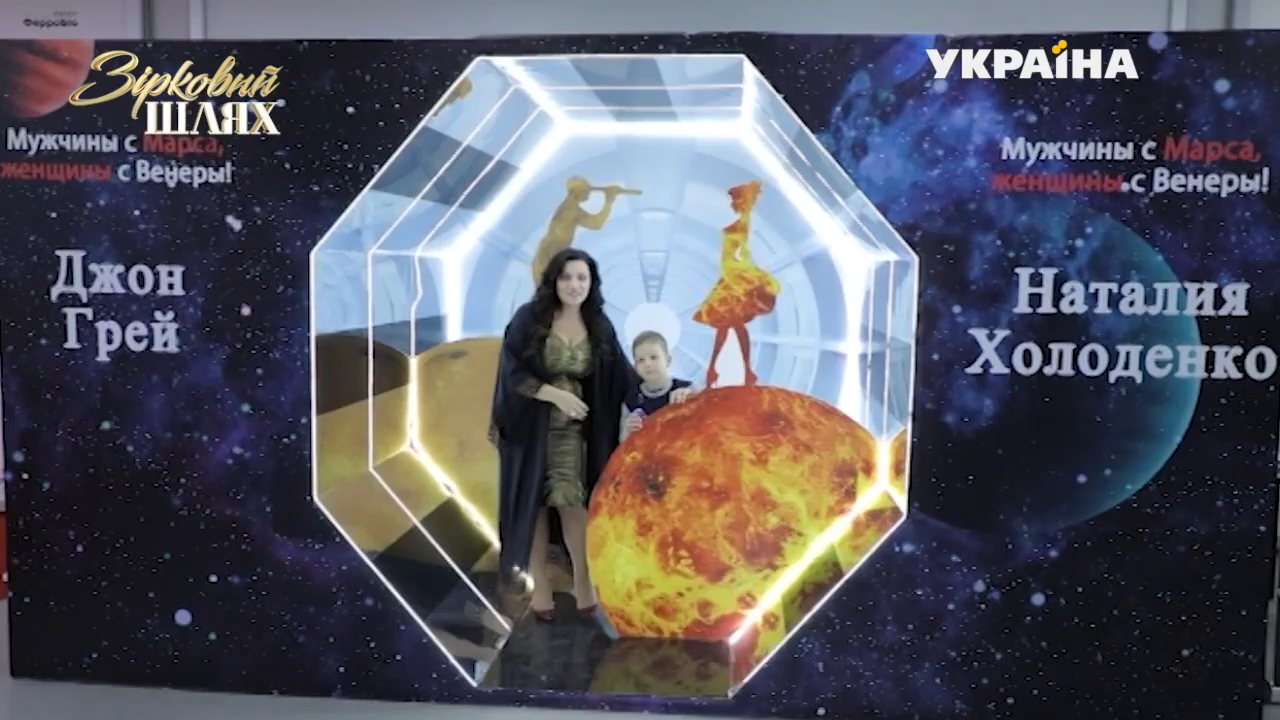 Зірковий
ШЛЯХ
УКРАЇНА
Мужчины с Марса,
женщины с Венеры!
Джон
Грей
Мужчины с Марса,
женщины с Венеры!
Наталия
Холоденко